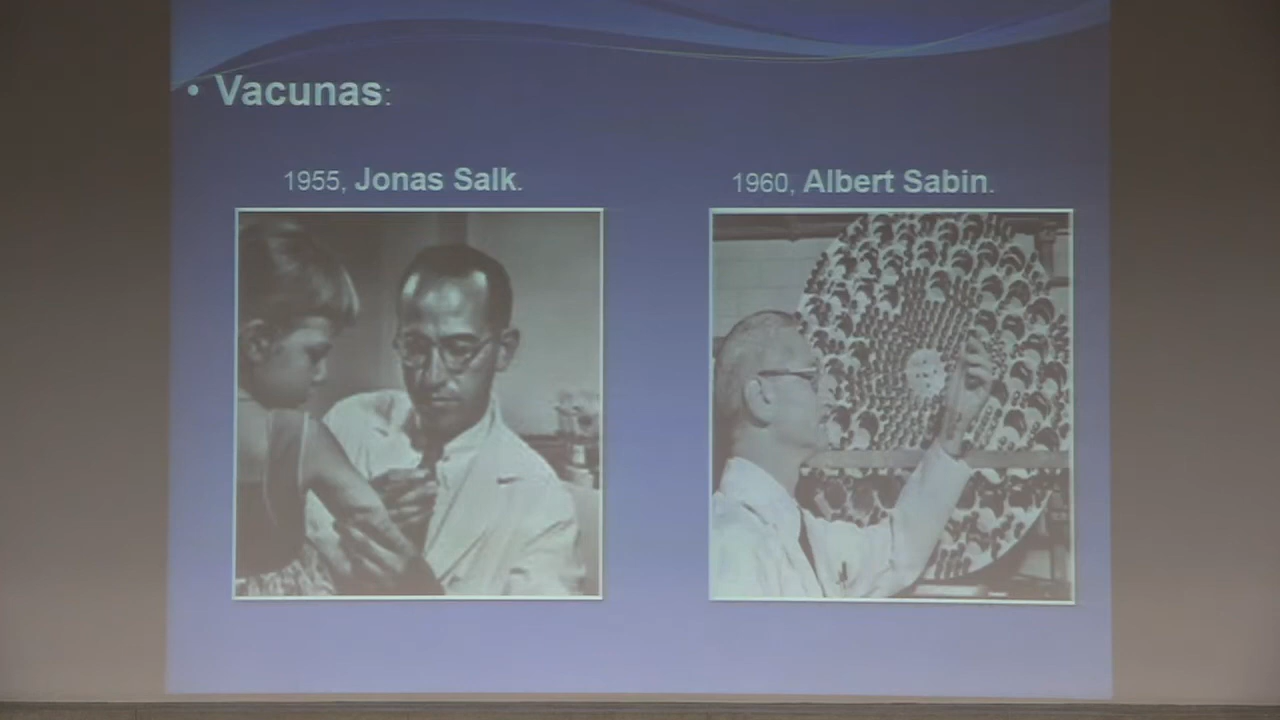 • Vacunas:
1955, Jonas Salk.
1960, Albert Sabin.